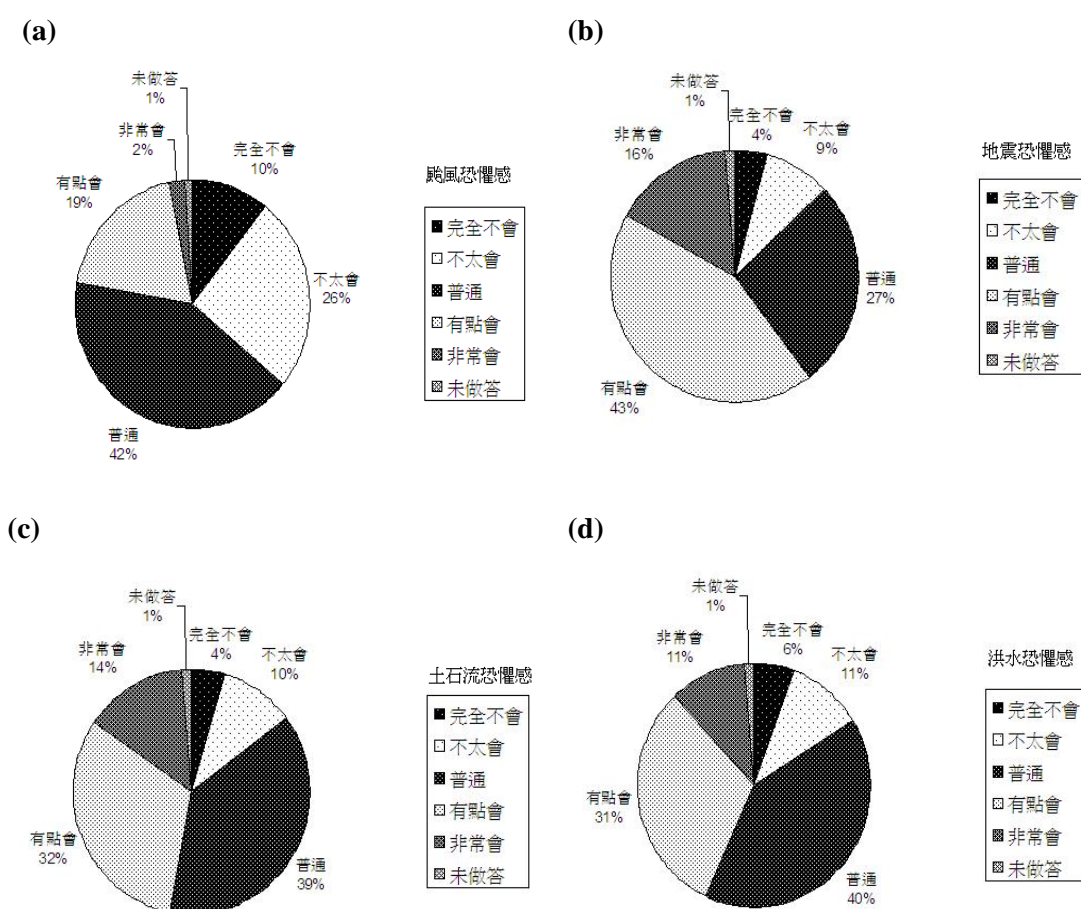 (a)
未做答
1%
非常會
2%
完全不會
10%
有點會
19%
不太會
26%
普通
42%
颱風恐懼感
完全不會
不太會
普通
有點會
非常會
未做答
(b)
未做答
1%
完全不會
4%
不太會
9%
非常會
16%
普通
27%
有點會
43%
地震恐懼感
完全不會
不太會
普通
有點會
非常會
未做答
(c)
未做答
1%
完全不會
4%
不太會
10%
非常會
14%
有點會
32%
普通
39%
土石流恐懼感
完全不會
不太會
普通
有點會
非常會
未做答
(d)
未做答
1%
完全不會
6%
不太會
11%
非常會
11%
有點會
31%
普通
40%
洪水恐懼感
完全不會
不太會
普通
有點會
非常會
未做答